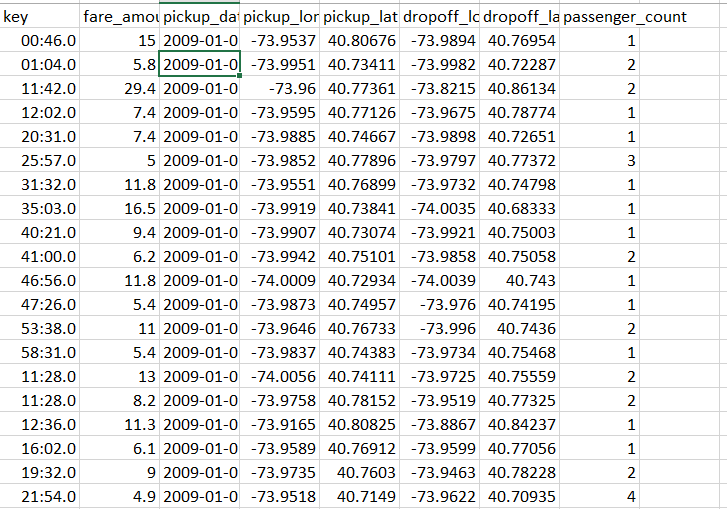 key fare_amou pickup_dat pickup_lon pickup_lat dropoff_lo dropoff_la passenger_count
00:46.0 15 2009-01-0 -73.9537 40.80676 -73.9894 40.76954 1
01:04.0 5.8 2009-01-0 -73.9951 40.73411 -73.9982 40.72287 2
11:42.0 29.4 2009-01-0 -73.96 40.77361 -73.8215 40.86134 2
12:02.0 7.4 2009-01-0 -73.9595 40.77126 -73.9675 40.78774 1
20:31.0 7.4 2009-01-0 -73.9885 40.74667 -73.9898 40.72651 1
25:57.0 5 2009-01-0 -73.9852 40.77896 -73.9797 40.77372 3
31:32.0 11.8 2009-01-0 -73.9551 40.76899 -73.9732 40.74798 1
35:03.0 16.5 2009-01-0 -73.9919 40.73841 -74.0035 40.68333 1
40:21.0 9.4 2009-01-0 -73.9907 40.73074 -73.9921 40.75003 1
41:00.0 6.2 2009-01-0 -73.9942 40.75101 -73.9858 40.75058 2
46:56.0 11.8 2009-01-0 -74.0009 40.72934 -74.0039 40.743 1
47:26.0 5.4 2009-01-0 -73.9873 40.74957 -73.976 40.74195 1
53:38.0 11 2009-01-0 -73.9646 40.76733 -73.996 40.7436 2
58:31.0 5.4 2009-01-0 -73.9837 40.74383 -73.9734 40.75468 1
11:28.0 13 2009-01-0 -74.0056 40.74111 -73.9725 40.75559 2
11:28.0 8.2 2009-01-0 -73.9758 40.78152 -73.9519 40.77325 2
12:36.0 11.3 2009-01-0 -73.9165 40.80825 -73.8867 40.84237 1
16:02.0 6.1 2009-01-0 -73.9589 40.76912 -73.9599 40.77056 1
19:32.0 9 2009-01-0 -73.9735 40.7603 -73.9463 40.78228 2
21:54.0 4.9 2009-01-0 -73.9518 40.7149 -73.9622 40.70935 4